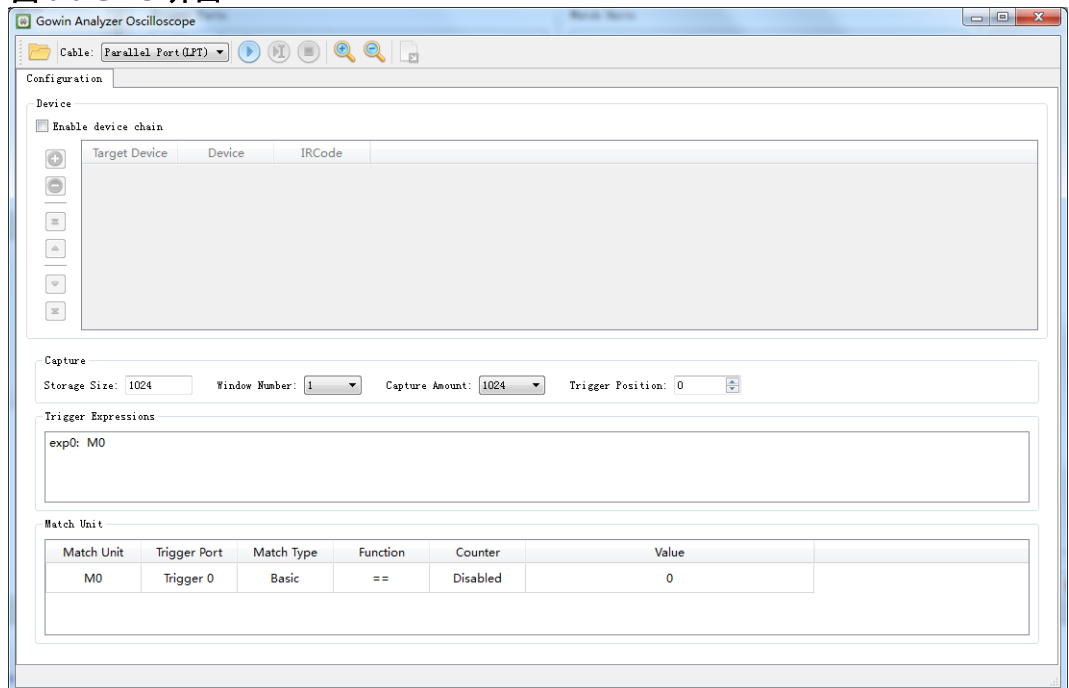 Gowin Analyzer Oscilloscope
Cable: Parallel Port(LPT)
Configuration
Device
Enable device chain
Target Device Device IRCode
Capture
Storage Size: 1024 Window Number: 1 Capture Amount: 1024 Trigger Position: 0
Trigger Expressions
exp0: M0
Match Unit
Match Unit Trigger Port Match Type Function Counter Value
M0 Trigger 0 Basic == Disabled 0